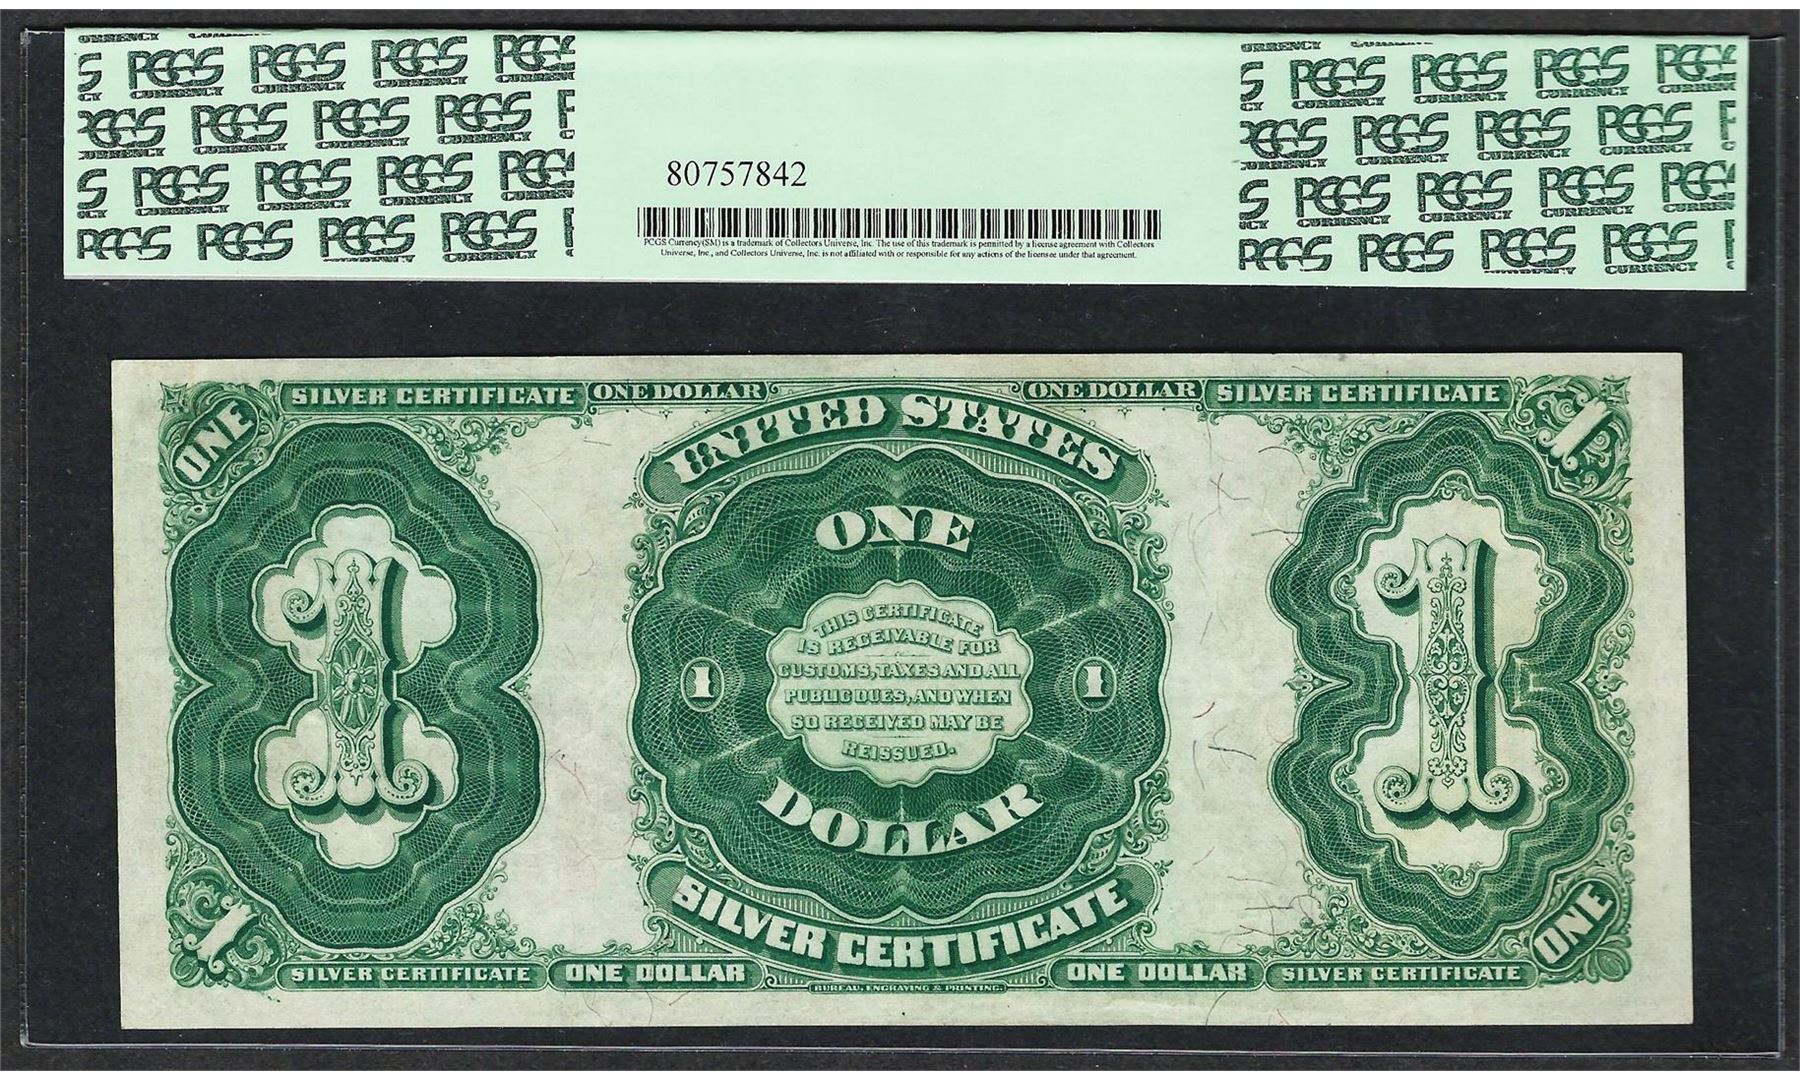 PCGS CURRENCY
80757842
PCGS Currency(SM) is a trademark of Collectors Universe, Inc. The use of this trademark is permitted by a license agreement with Collectors
Universe, Inc., and Collectors Universe, Inc. is not affiliated with or responsible for any actions of the licensee under that agreement.
SILVER CERTIFICATE ONE DOLLAR ONE DOLLAR SILVER CERTIFICATE
ONE
1
UNITED STATES
ONE
THIS CERTIFICATE
IS RECEIVABLE FOR
CUSTOMS, TAXES AND ALL
PUBLIC DUES, AND WHEN
SO RECEIVED MAY BE
REISSUED.
1
1
1
1
DOLLAR
SILVER CERTIFICATE
1
ONE
SILVER CERTIFICATE ONE DOLLAR ONE DOLLAR SILVER CERTIFICATE
BUREAU, ENGRAVING & PRINTING.